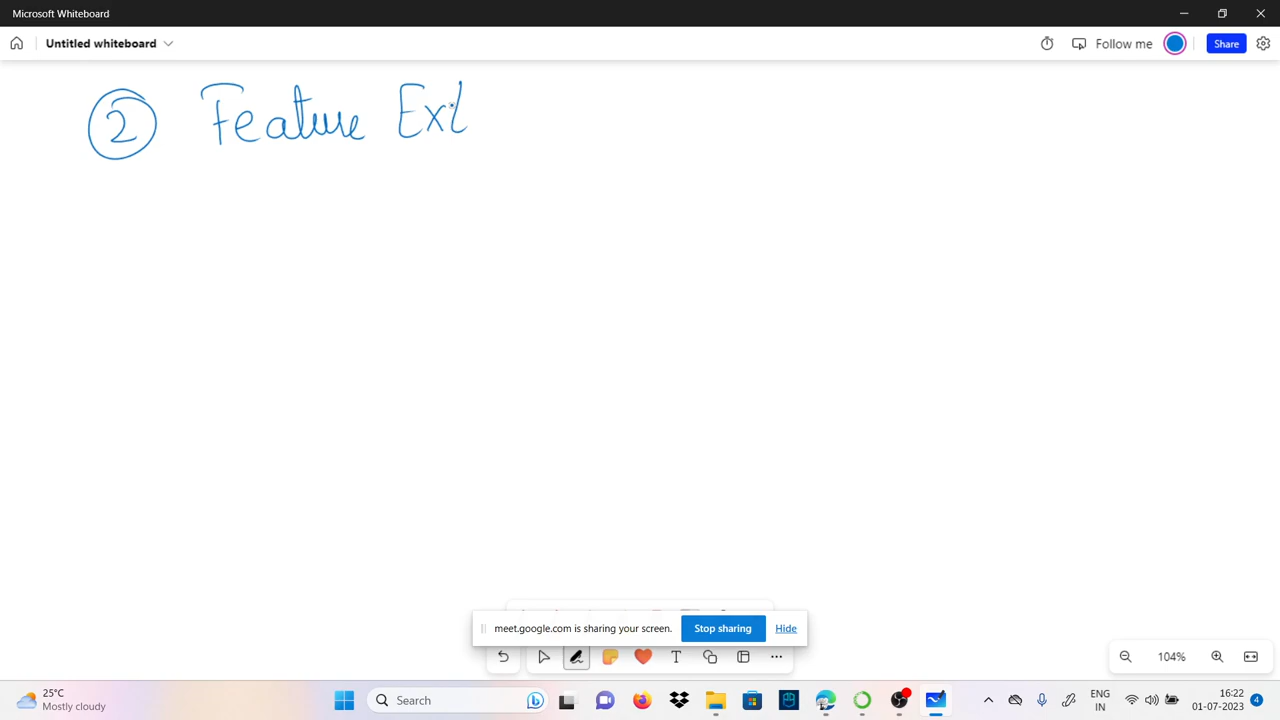 Microsoft Whiteboard
Untitled whiteboard
Follow me
Share
2 Feature Ext
meet.google.com is sharing your screen.
Stop sharing
Hide
104%
25°C
Mostly cloudy
Search
ENG
IN
16:22
01-07-2023
4